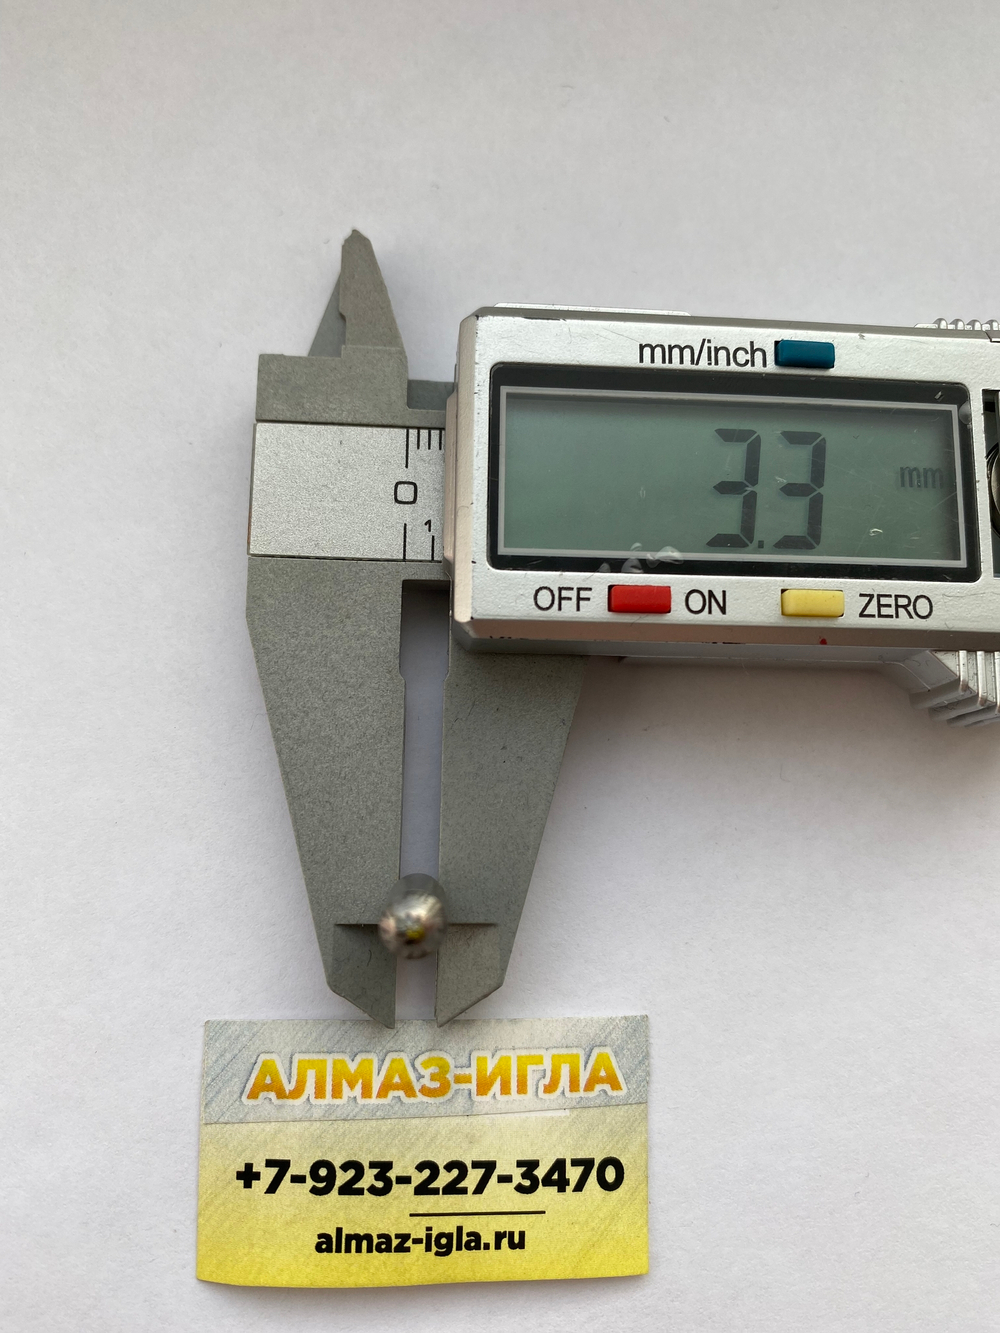 mm/inch
3.3 mm
OFF ON ZERO
0
1
АЛМАЗ-ИГЛА
+7-923-227-3470
almaz-igla.ru